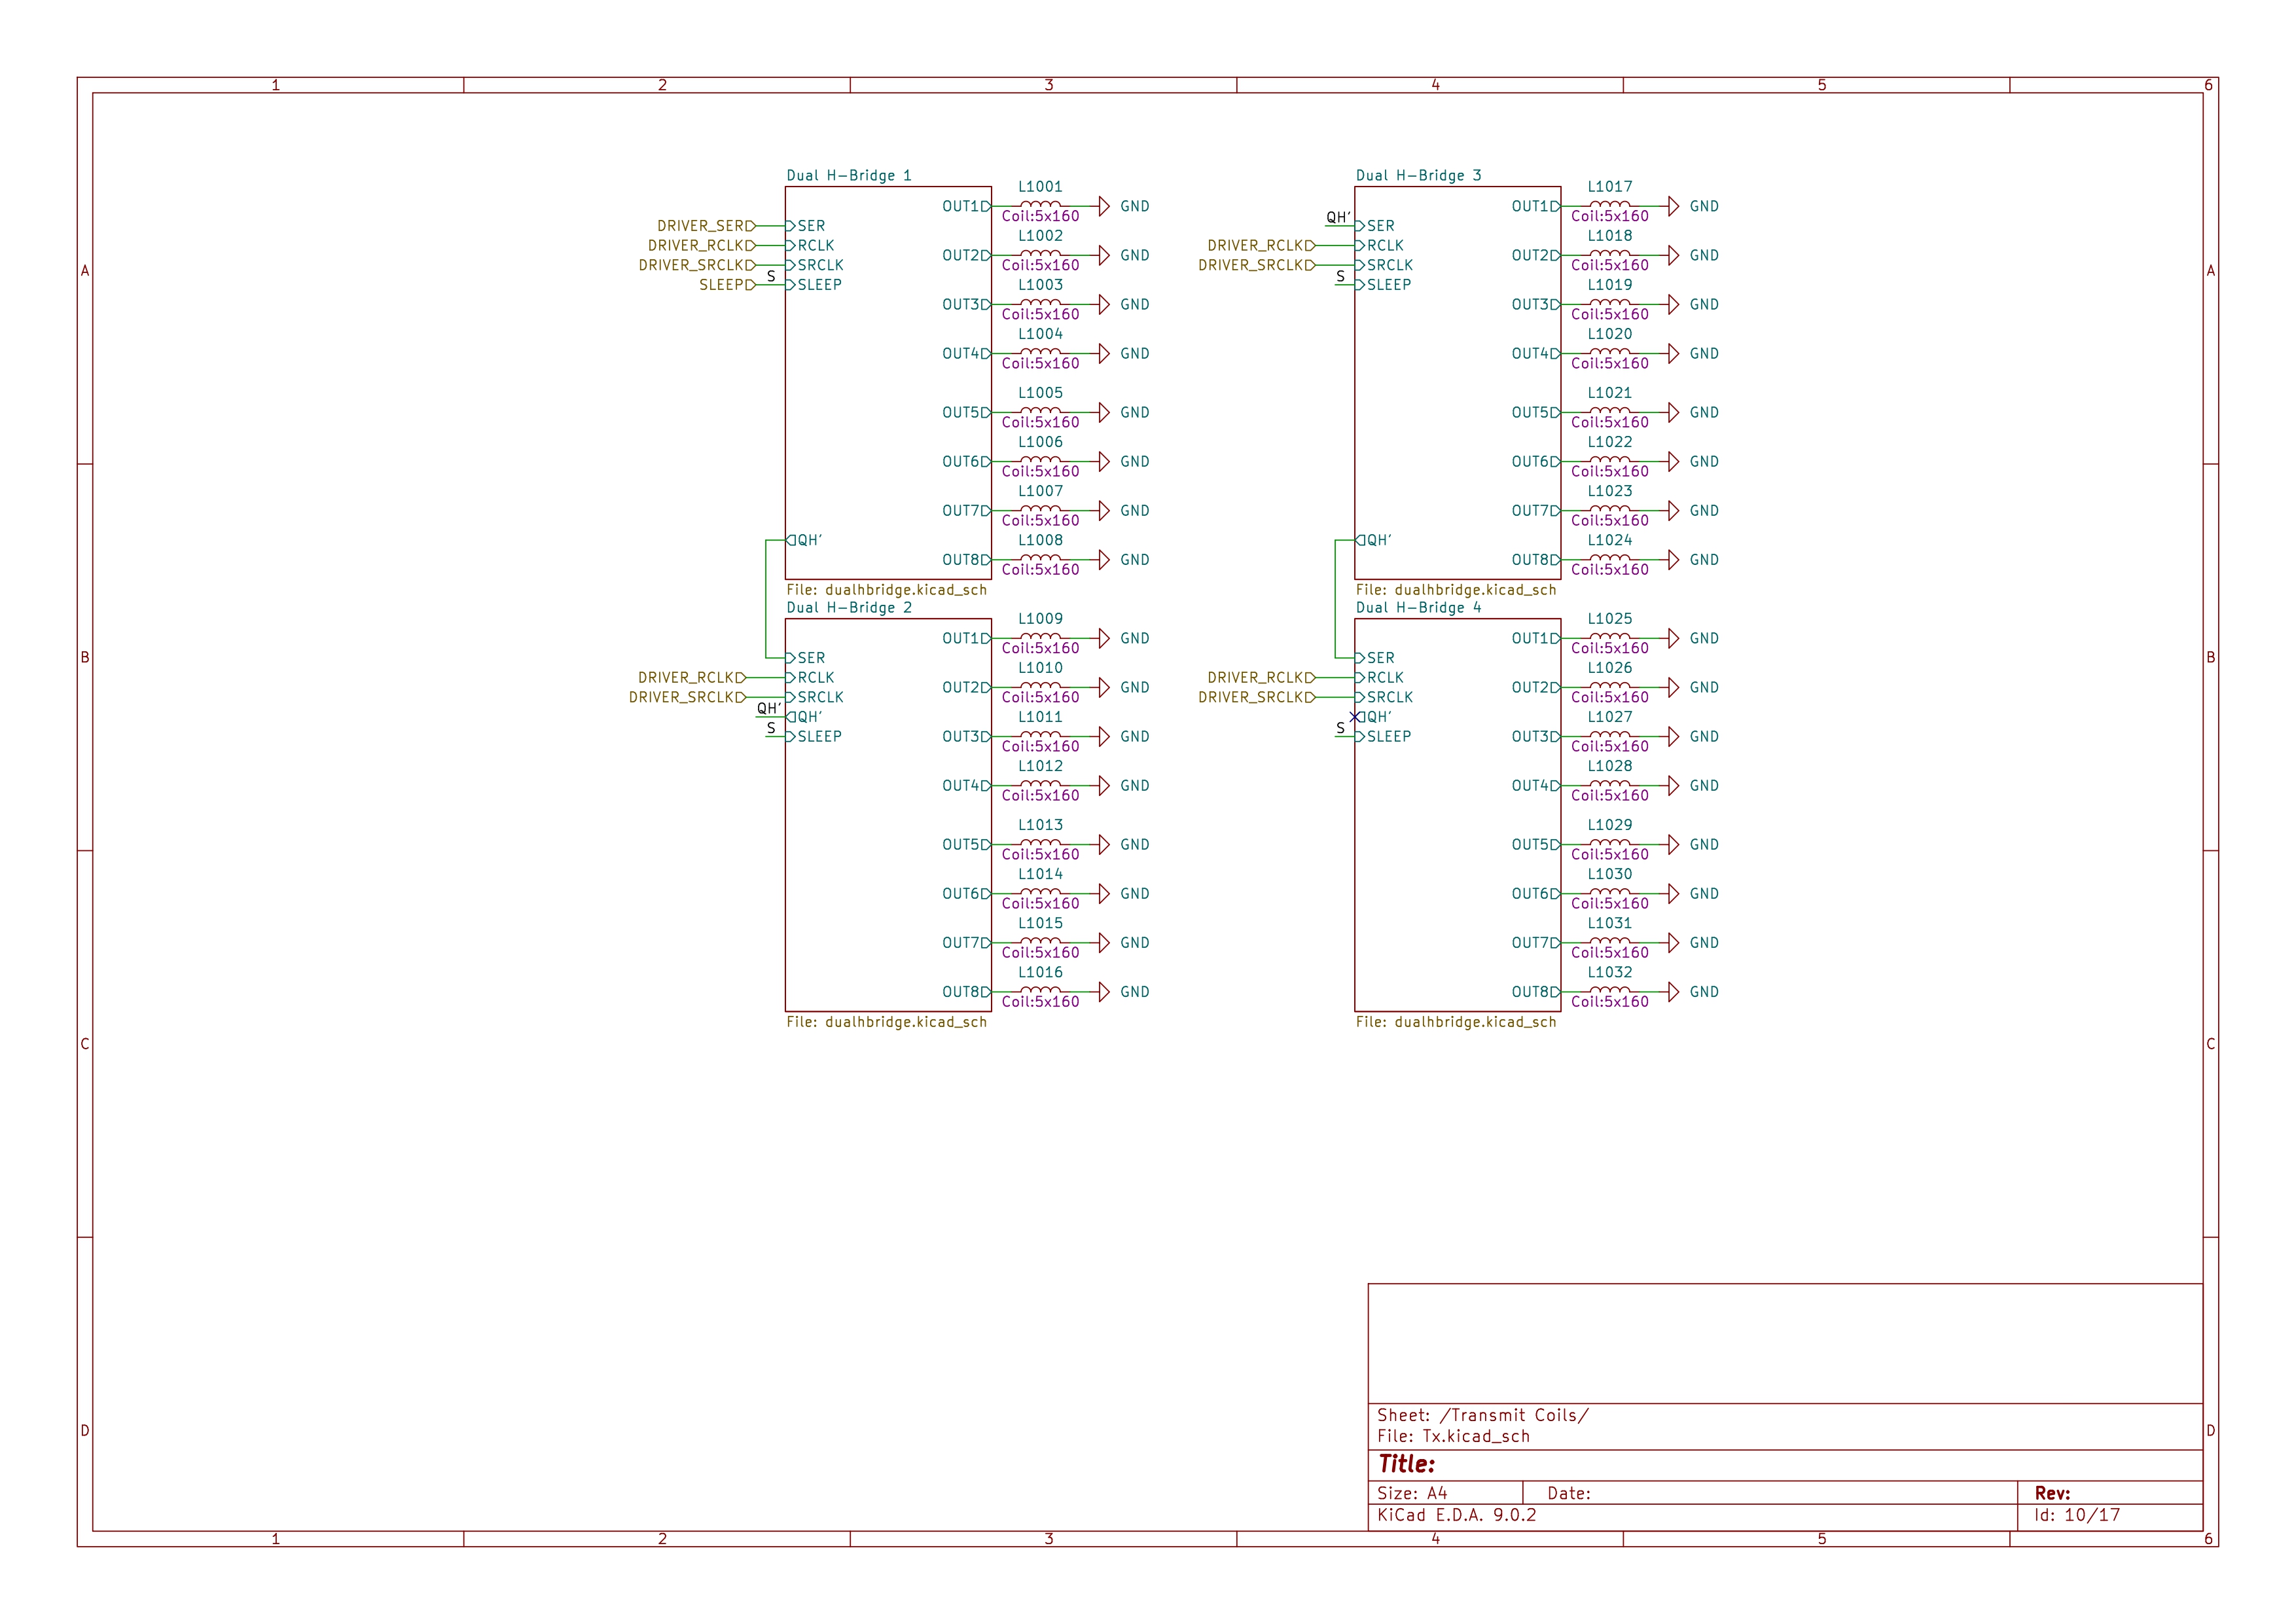 1 2 3 4 5 6
A A
B B
C C
D D
Dual H-Bridge 1
DRIVER_SER SER
DRIVER_RCLK RCLK
DRIVER_SRCLK SRCLK
SLEEP S SLEEP
QH'
OUT1 L1001 Coil:5x160 GND
OUT2 L1002 Coil:5x160 GND
OUT3 L1003 Coil:5x160 GND
OUT4 L1004 Coil:5x160 GND
OUT5 L1005 Coil:5x160 GND
OUT6 L1006 Coil:5x160 GND
OUT7 L1007 Coil:5x160 GND
OUT8 L1008 Coil:5x160 GND
File: dualhbridge.kicad_sch
Dual H-Bridge 2
SER
DRIVER_RCLK RCLK
DRIVER_SRCLK SRCLK
QH' QH'
S SLEEP
OUT1 L1009 Coil:5x160 GND
OUT2 L1010 Coil:5x160 GND
OUT3 L1011 Coil:5x160 GND
OUT4 L1012 Coil:5x160 GND
OUT5 L1013 Coil:5x160 GND
OUT6 L1014 Coil:5x160 GND
OUT7 L1015 Coil:5x160 GND
OUT8 L1016 Coil:5x160 GND
File: dualhbridge.kicad_sch
Dual H-Bridge 3
QH' SER
DRIVER_RCLK RCLK
DRIVER_SRCLK SRCLK
S SLEEP
QH'
OUT1 L1017 Coil:5x160 GND
OUT2 L1018 Coil:5x160 GND
OUT3 L1019 Coil:5x160 GND
OUT4 L1020 Coil:5x160 GND
OUT5 L1021 Coil:5x160 GND
OUT6 L1022 Coil:5x160 GND
OUT7 L1023 Coil:5x160 GND
OUT8 L1024 Coil:5x160 GND
File: dualhbridge.kicad_sch
Dual H-Bridge 4
SER
DRIVER_RCLK RCLK
DRIVER_SRCLK SRCLK
QH'
S SLEEP
OUT1 L1025 Coil:5x160 GND
OUT2 L1026 Coil:5x160 GND
OUT3 L1027 Coil:5x160 GND
OUT4 L1028 Coil:5x160 GND
OUT5 L1029 Coil:5x160 GND
OUT6 L1030 Coil:5x160 GND
OUT7 L1031 Coil:5x160 GND
OUT8 L1032 Coil:5x160 GND
File: dualhbridge.kicad_sch
Sheet: /Transmit Coils/
File: Tx.kicad_sch
Title:
Size: A4 Date: Rev:
KiCad E.D.A. 9.0.2 Id: 10/17
1 2 3 4 5 6